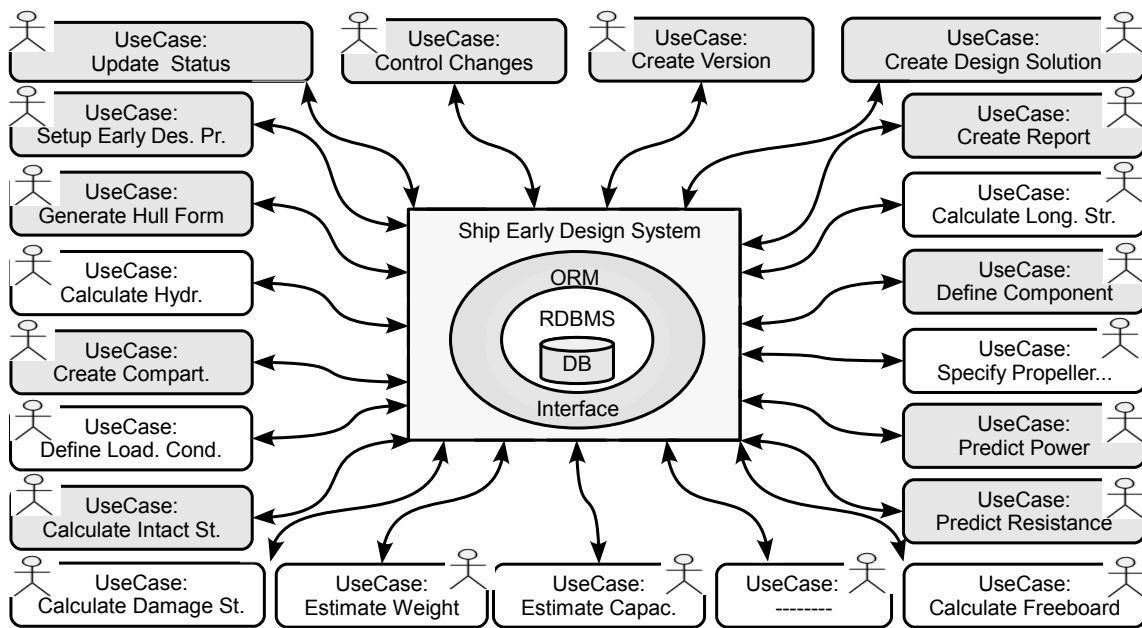 UseCase:
Update Status
UseCase:
Control Changes
UseCase:
Create Version
UseCase:
Create Design Solution
UseCase:
Setup Early Des. Pr.
UseCase:
Create Report
UseCase:
Generate Hull Form
UseCase:
Calculate Long. Str.
Ship Early Design System
ORM
RDBMS
DB
Interface
UseCase:
Calculate Hydr.
UseCase:
Define Component
UseCase:
Create Compart.
UseCase:
Specify Propeller...
UseCase:
Define Load. Cond.
UseCase:
Predict Power
UseCase:
Calculate Intact St.
UseCase:
Predict Resistance
UseCase:
Calculate Damage St.
UseCase:
Estimate Weight
UseCase:
Estimate Capac.
UseCase:
--------
UseCase:
Calculate Freeboard